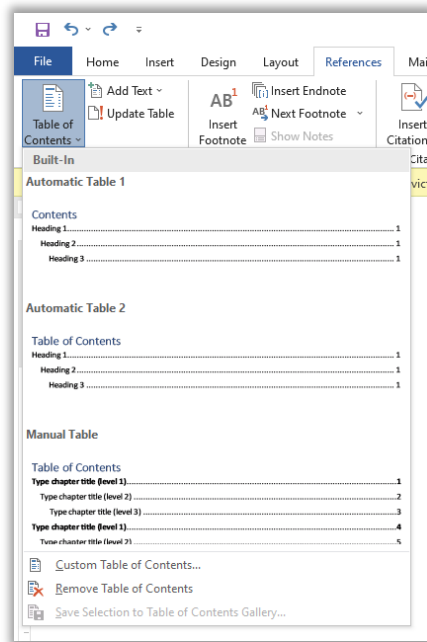 File Home Insert Design Layout References Mai
Table of Contents
Add Text
Update Table
AB1
Insert Footnote
[i] Insert Endnote
AB1 Next Footnote
Show Notes
Insert Citation
Cita
Built-In
vic
Automatic Table 1
Contents
Heading 1...1
Heading 2...1
Heading 3...1
Automatic Table 2
Table of Contents
Heading 1...1
Heading 2...1
Heading 3...1
Manual Table
Table of Contents
Type chapter title (level 1)...1
Type chapter title (level 2)...2
Type chapter title (level 3)...3
Type chapter title (level 1)...4
Type chapter title (level 2)...5
Custom Table of Contents...
Remove Table of Contents
Save Selection to Table of Contents Gallery...